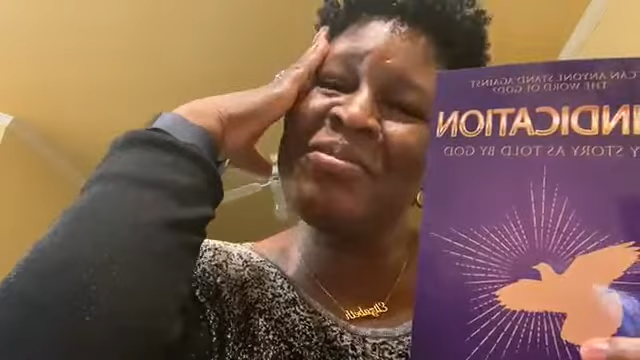 CAN ANYONE STAND AGAINST
THE WORD OF GOD?
INDICATION
Y STORY AS TOLD BY GOD
Elizabeth